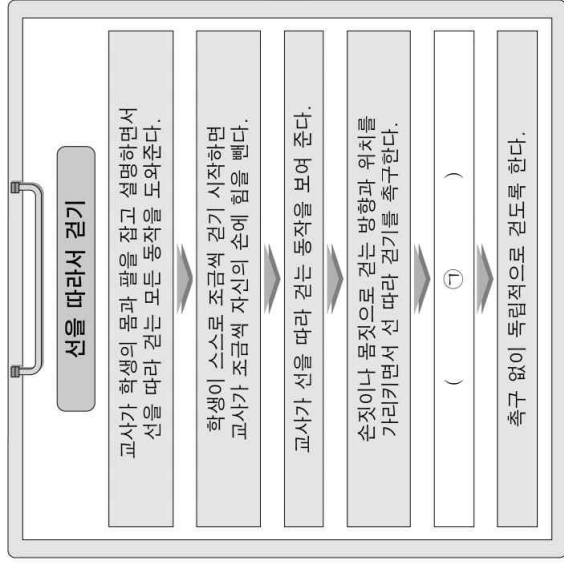 선을 따라서 걷기
교사가 학생의 몸과 팔을 잡고 설명하면서
선을 따라 걷는 모든 동작을 도와준다.
학생이 스스로 조금씩 걷기 시작하면
교사가 조금씩 자신의 손에 힘을 뺀다.
교사가 선을 따라 걷는 동작을 보여 준다.
손짓이나 몸짓으로 걷는 방향과 위치를
가리키면서 선 따라 걷기를 촉구한다.
( ㉠ )
촉구 없이 독립적으로 걷도록 한다.